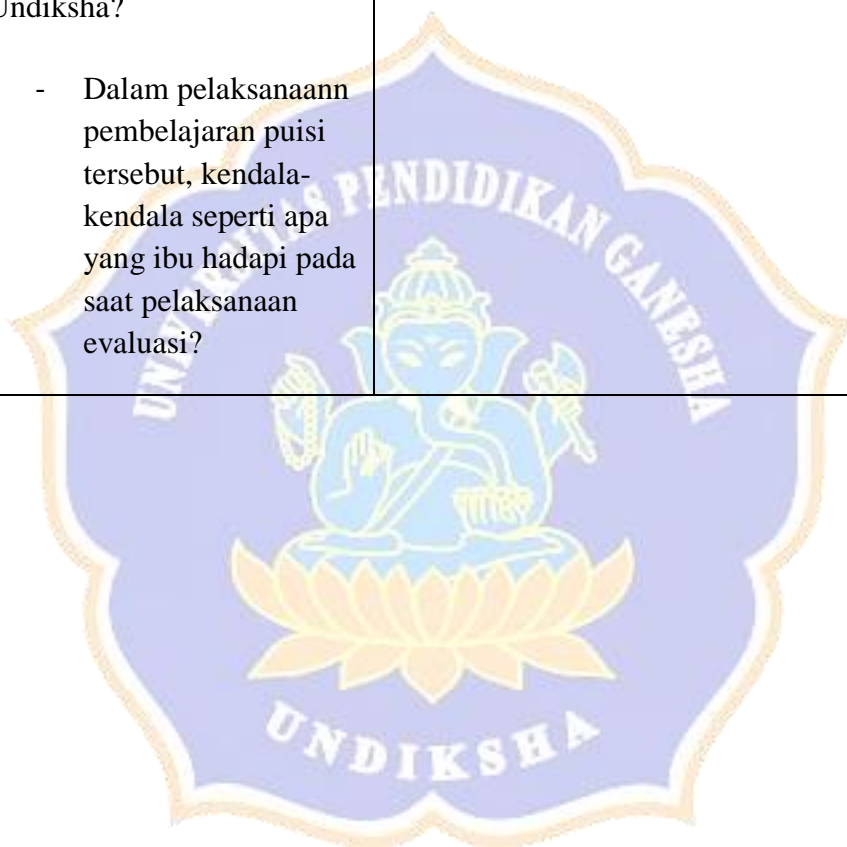 Undiksha?
- Dalam pelaksanaann
pembelajaran puisi
tersebut, kendala-
kendala seperti apa
yang ibu hadapi pada
saat pelaksanaan
evaluasi?
UNIVERSITAS PENDIDIKAN GANESHA
UNDIKSHA